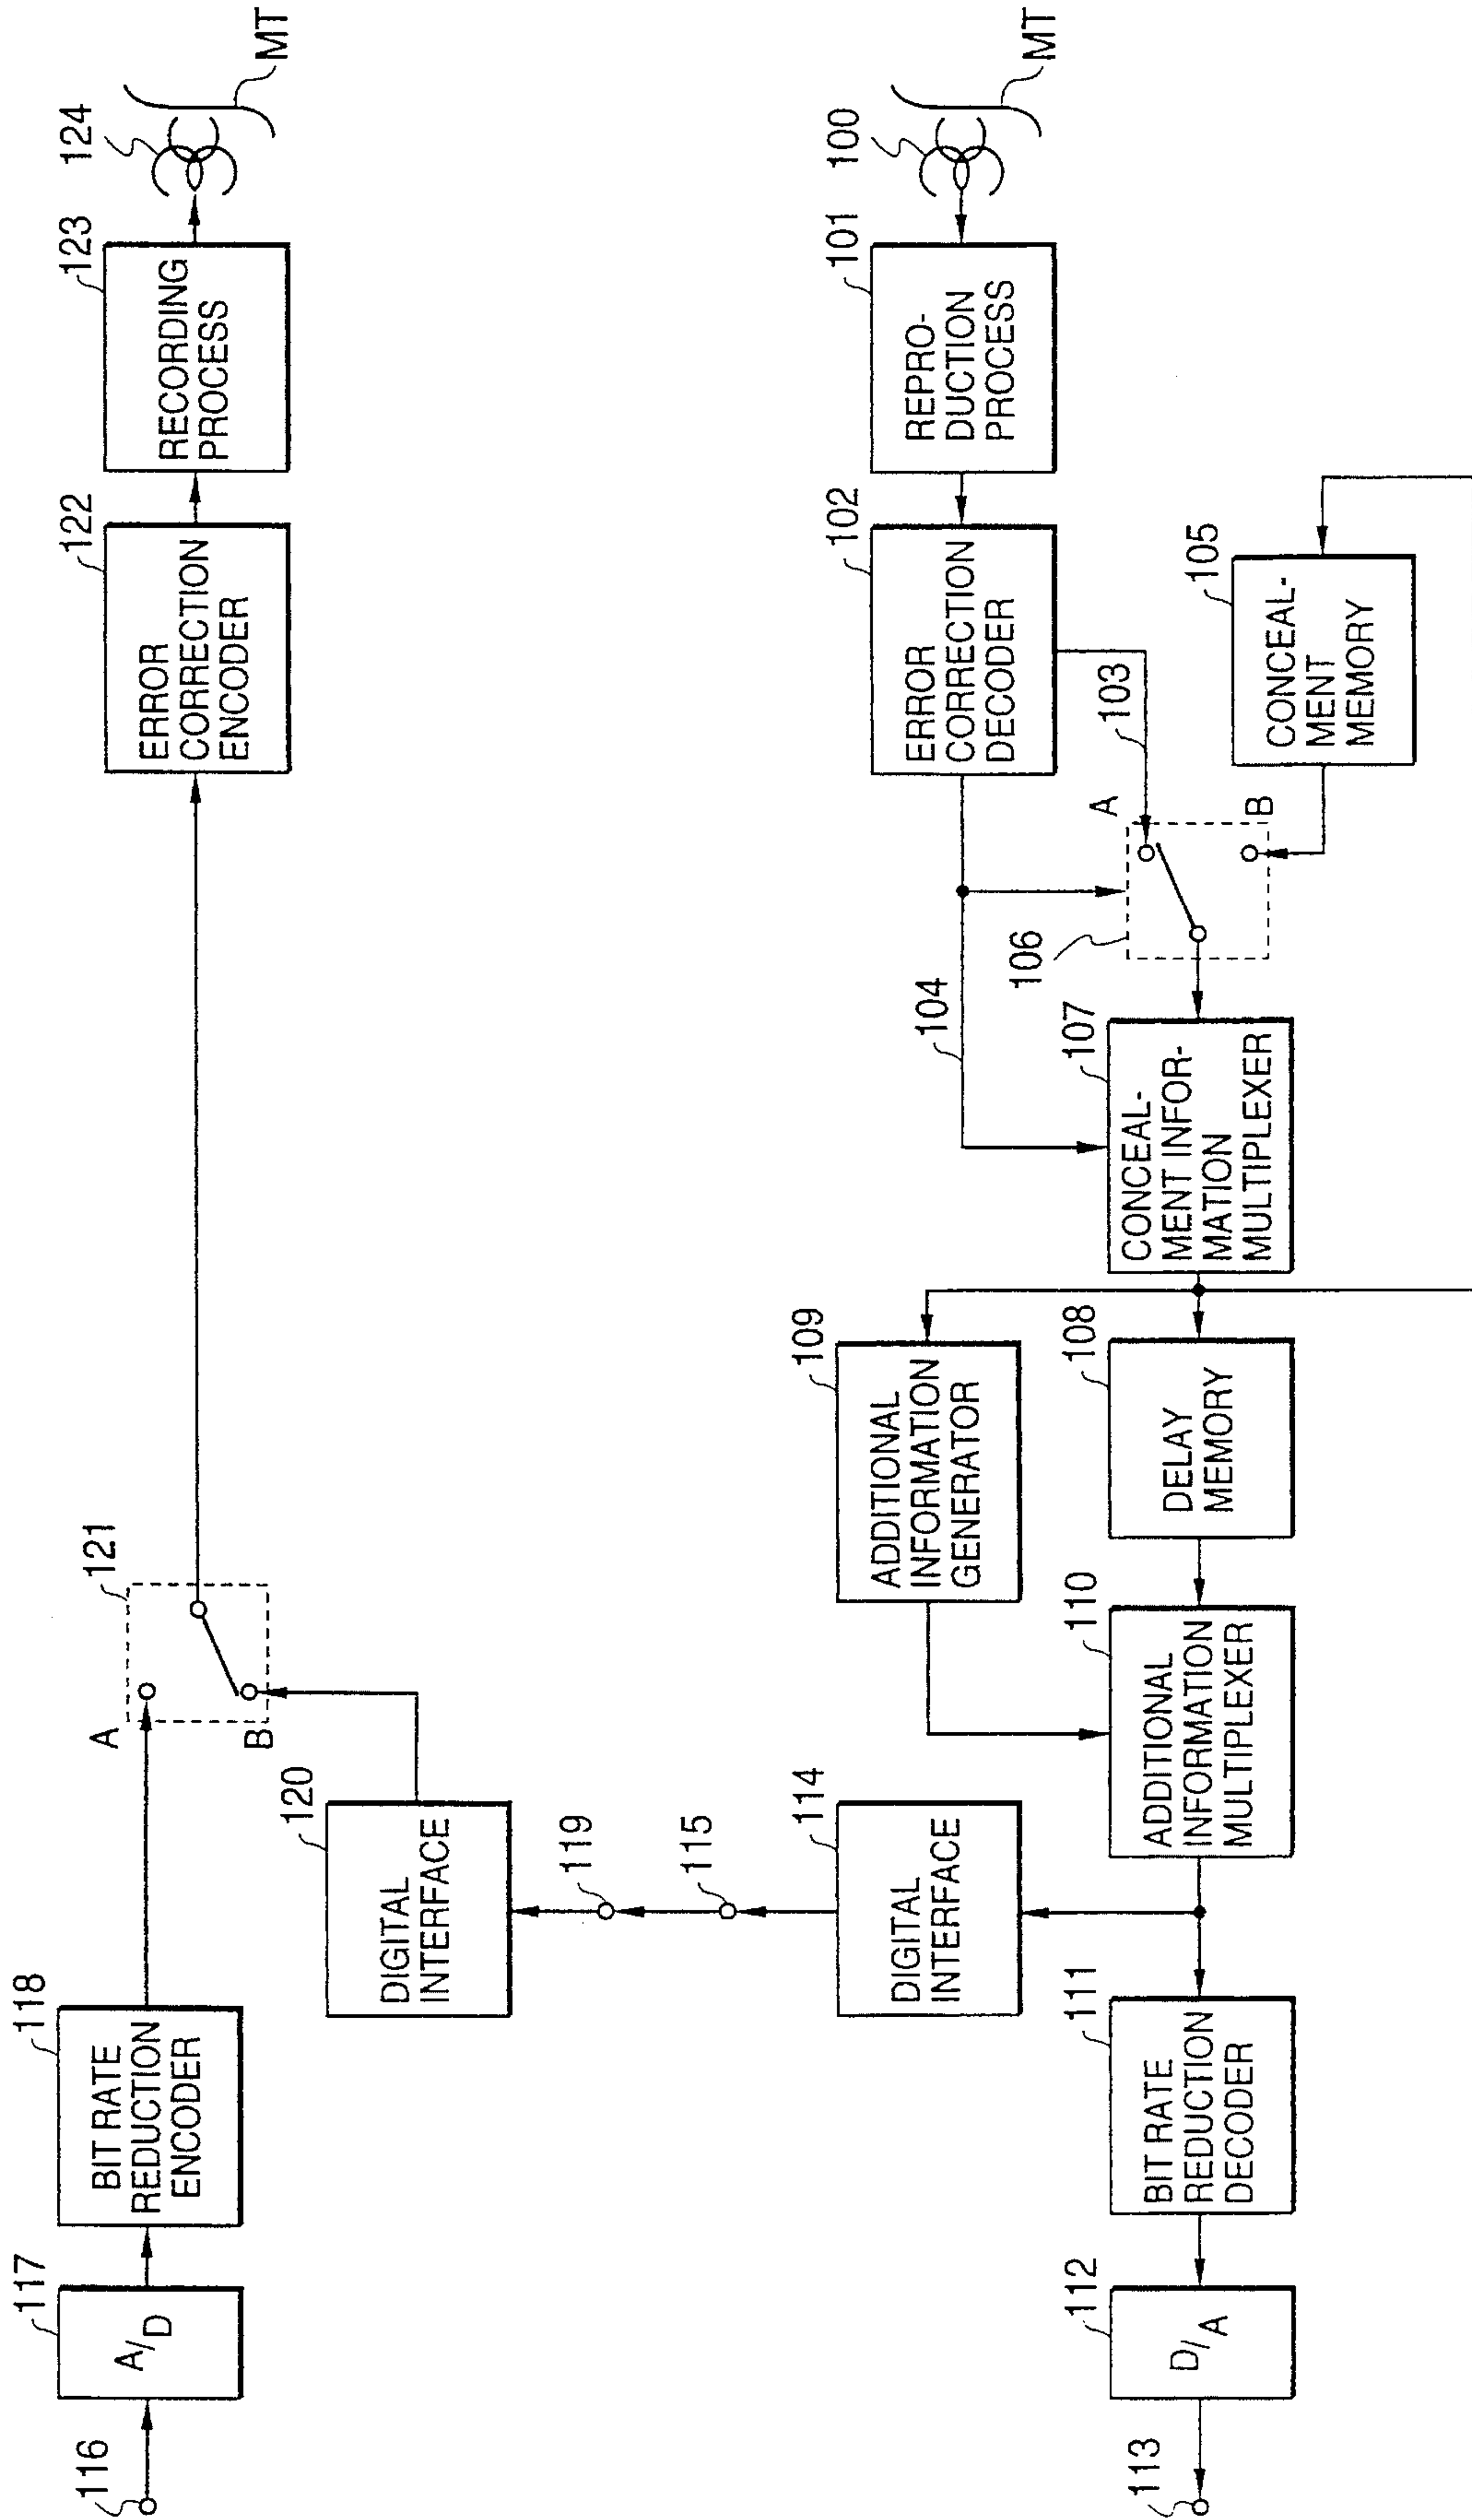 116
117
A/D
118
BIT RATE
REDUCTION
ENCODER
A
B
121
120
DIGITAL
INTERFACE
119
115
122
ERROR
CORRECTION
ENCODER
123
RECORDING
PROCESS
124
MT
100
MT
101
REPRO-
DUCTION
PROCESS
102
ERROR
CORRECTION
DECODER
103
104
105
CONCEAL-
MENT
MEMORY
A
B
106
107
CONCEAL-
MENT INFOR-
MATION
MULTIPLEXER
109
ADDITIONAL
INFORMATION
GENERATOR
108
DELAY
MEMORY
110
ADDITIONAL
INFORMATION
MULTIPLEXER
114
DIGITAL
INTERFACE
111
BIT RATE
REDUCTION
DECODER
112
D/A
113